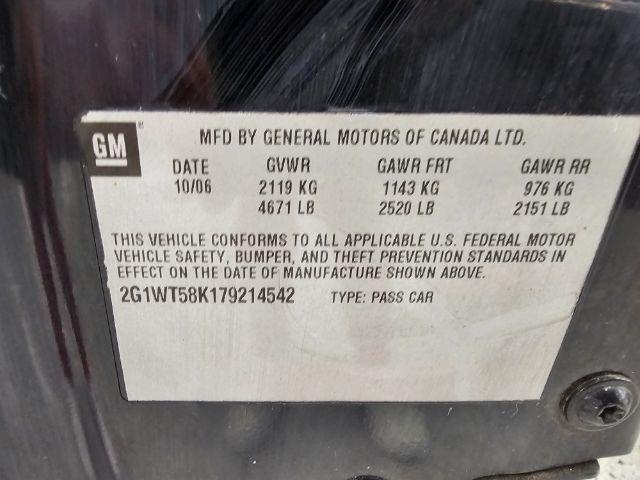 GM ®
MFD BY GENERAL MOTORS OF CANADA LTD.
DATE GVWR GAWR FRT GAWR RR
10/06 2119 KG 1143 KG 976 KG
4671 LB 2520 LB 2151 LB
THIS VEHICLE CONFORMS TO ALL APPLICABLE U.S. FEDERAL MOTOR
VEHICLE SAFETY, BUMPER, AND THEFT PREVENTION STANDARDS IN
EFFECT ON THE DATE OF MANUFACTURE SHOWN ABOVE.
2G1WT58K179214542 TYPE: PASS CAR